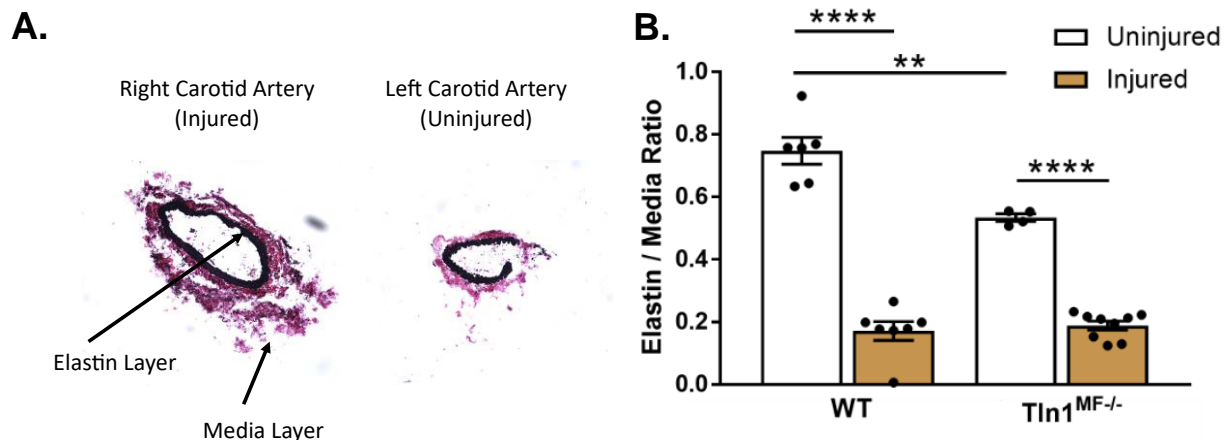 A.
Right Carotid Artery
(Injured)
Left Carotid Artery
(Uninjured)
Elastin Layer
Media Layer
B.
****
**
****
Uninjured
Injured
Elastin / Media Ratio
1.0
0.8
0.6
0.4
0.2
0.0
WT
Tln1MF-/-